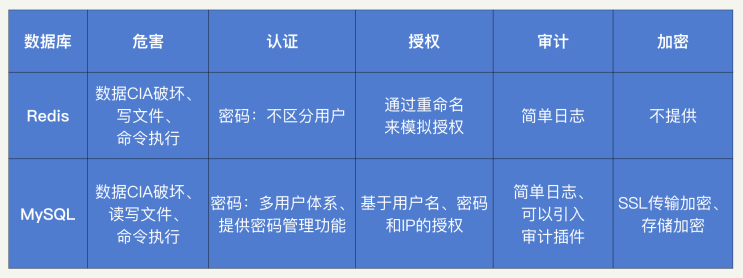 数据库 危害 认证 授权 审计 加密
Redis
数据CIA破坏、
写文件、
命令执行
密码：不区分用户
通过重命名
来模拟授权
简单日志
不提供
MySQL
数据CIA破坏、
读写文件、
命令执行
密码：多用户体系、
提供密码管理功能
基于用户名、密码
和IP的授权
简单日志、
可以引入
审计插件
SSL传输加密、
存储加密